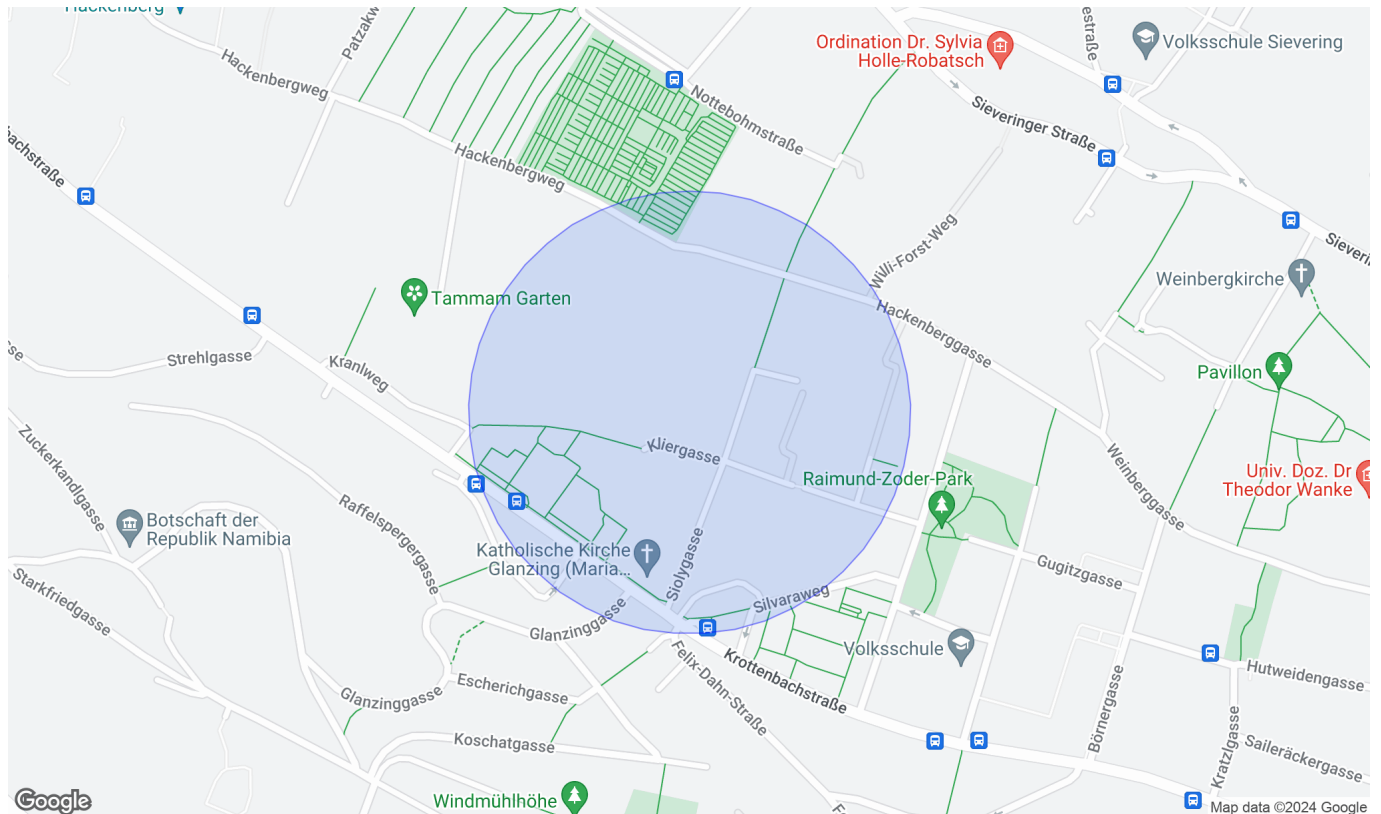 Hackenberg
Patzakw
Hackenbergweg
Ordination Dr. Sylvia
Holle-Robatsch
Volksschule Sievering
Nottebohmstraße
Sieveringer Straße
Hackenbergweg
bachstraße
Willi-Forst-Weg
Weinbergkirche
Tammam Garten
Hackenberggasse
Strehlgasse
Kranlweg
Pavillon
Zuckerkandlgasse
Kliergasse
Weinberggasse
Raimund-Zoder-Park
Univ. Doz. Dr
Theodor Wanke
Raffelspergergasse
Botschaft der
Republik Namibia
Katholische Kirche
Glanzing (Maria...
Siolygasse
Gugitzgasse
Starkfriedgasse
Silvaraweg
Glanzinggasse
Volksschule
Krottenbachstraße
Felix-Dahn-Straße
Hutweidengasse
Escherichgasse
Glanzinggasse
Börnergasse
Kratzlgasse
Koschatgasse
Saileräckergasse
Windmühlhöhe
Google
Map data ©2024 Google